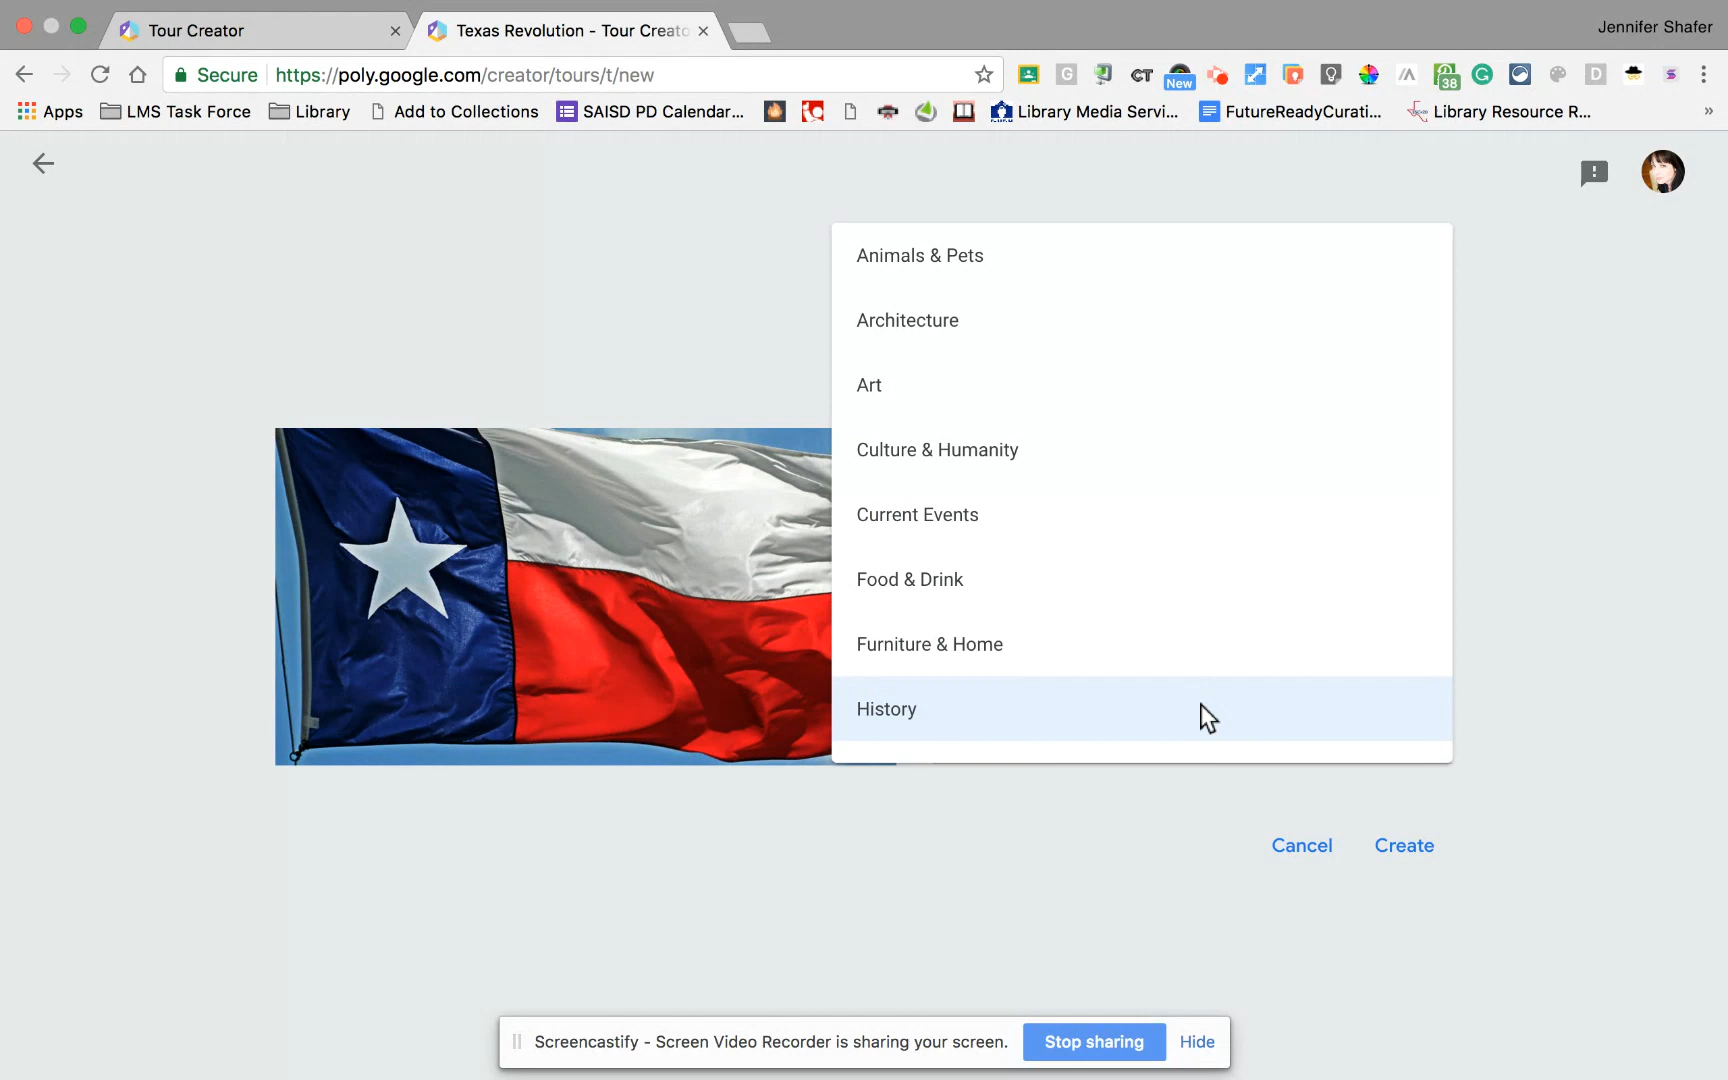 Tour Creator
Texas Revolution - Tour Creato
Jennifer Shafer
Secure
https://poly.google.com/creator/tours/t/new
G
CT
New
38
G
D
S
Apps
LMS Task Force
Library
Add to Collections
SAISD PD Calendar...
Library Media Servi...
FutureReadyCurati...
Library Resource R...
»
Animals & Pets
Architecture
Art
Culture & Humanity
Current Events
Food & Drink
Furniture & Home
History
Cancel
Create
Screencastify - Screen Video Recorder is sharing your screen.
Stop sharing
Hide